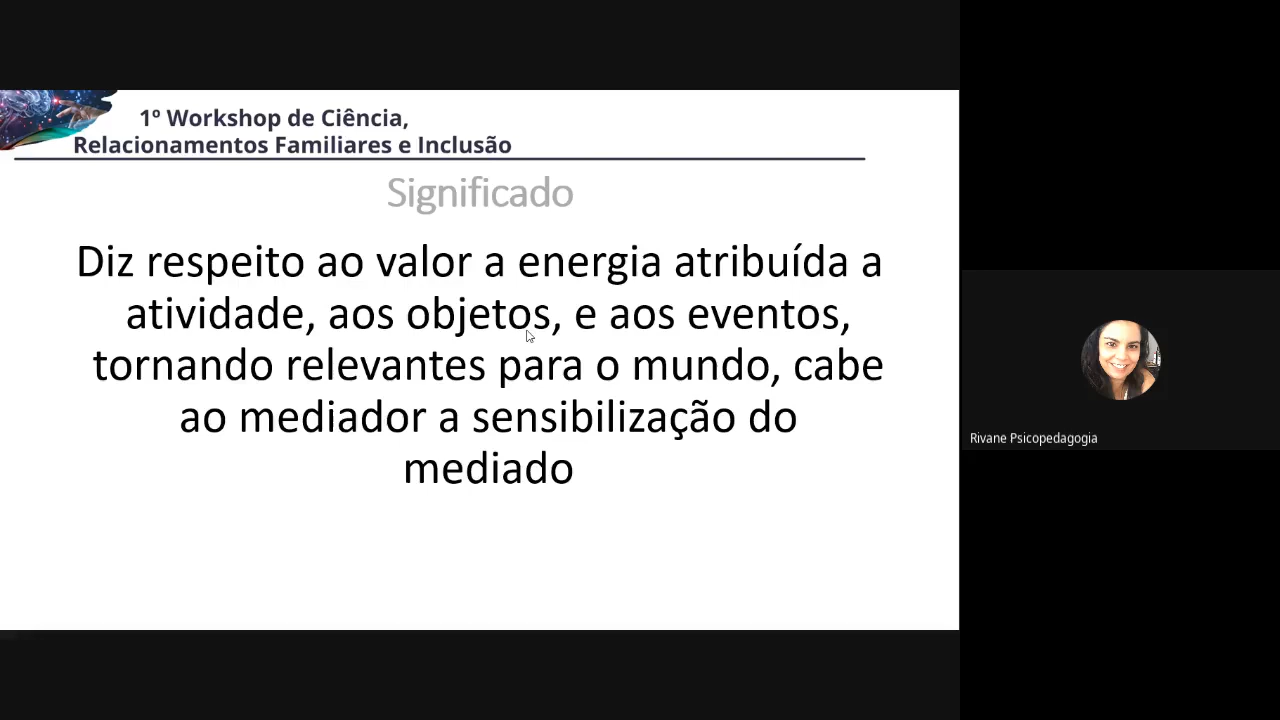 1º Workshop de Ciência,
Relacionamentos Familiares e Inclusão
Significado
Diz respeito ao valor a energia atribuída a
atividade, aos objetos, e aos eventos,
tornando relevantes para o mundo, cabe
ao mediador a sensibilização do
mediado
Rivane Psicopedagogia